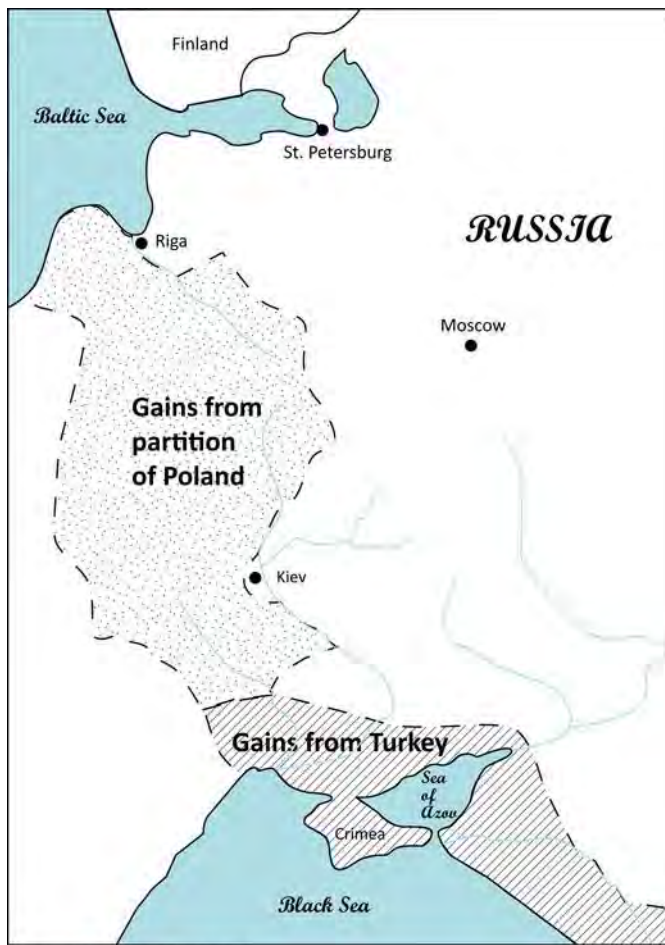 Finland
Baltic Sea
St. Petersburg
RUSSIA
Riga
Moscow
Gains from
partition
of Poland
Kiev
Gains from Turkey
Sea
of
Azov
Crimea
Black Sea